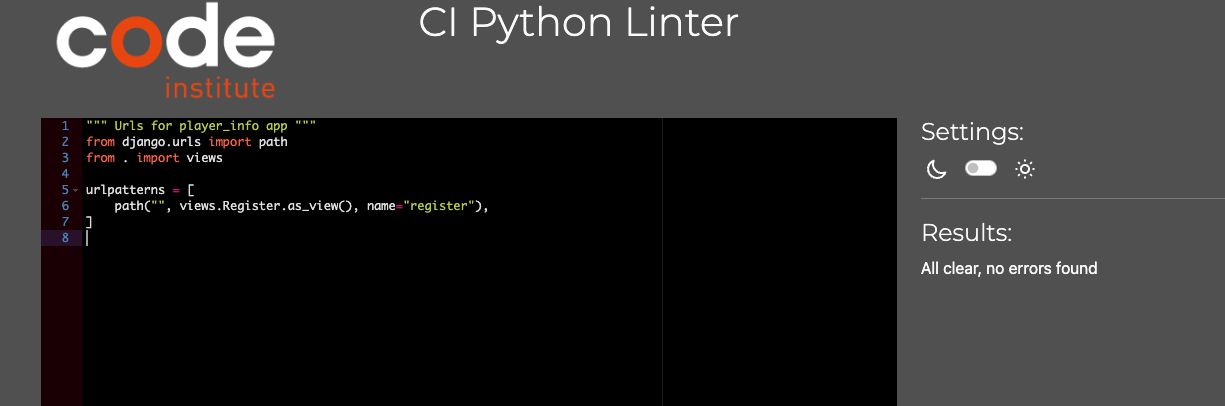 code
institute
CI Python Linter
1 """ Urls for player_info app """
2 from django.urls import path
3 from . import views
4
5 urlpatterns = [
6     path("", views.Register.as_view(), name="register"),
7 ]
8
Settings:
Results:
All clear, no errors found